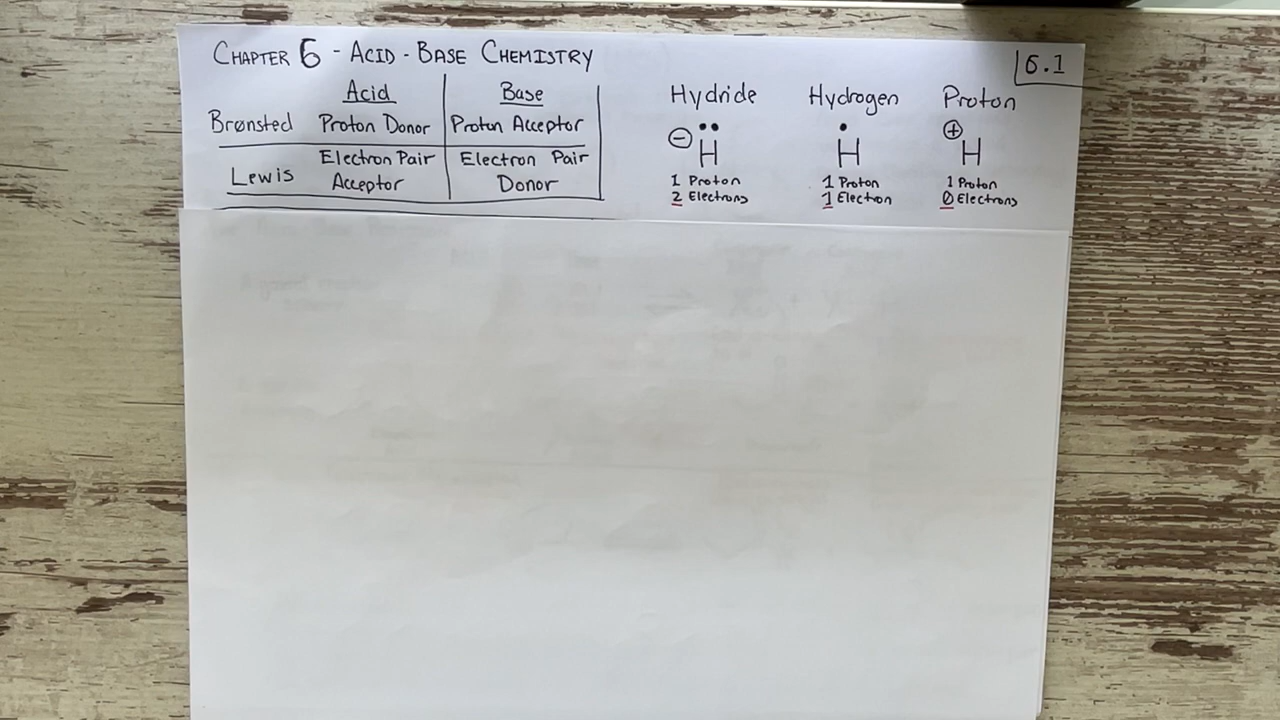 CHAPTER 6 - ACID - BASE CHEMISTRY
6.1
Acid Base
Brønsted Proton Donor Proton Acceptor
Lewis Electron Pair Acceptor Electron Pair Donor
Hydride Hydrogen Proton
⊖ •• • ⊕
H H H
1 Proton 1 Proton 1 Proton
2 Electrons 1 Electron 0 Electrons